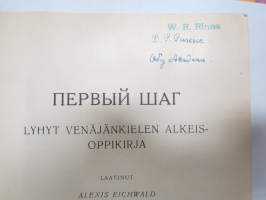 W. R. Rinne
ПЕРВЫЙ ШАГ
LYHYT VENÄJÄNKIELEN ALKEIS-
OPPIKIRJA
LAATINUT
ALEXIS EICHWALD